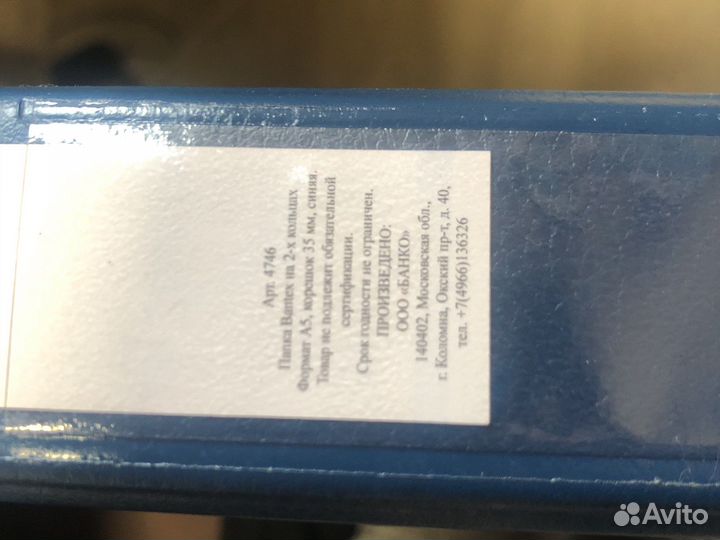 Арт. 4746
Папка Bantex на 2-х кольцах
Формат А5, корошок 35 мм, синяя.
Товар не подлежит обязательной
сертификации.
Срок годности не ограничен.
ПРОИЗВЕДЕНО:
ООО «БАНКО»
140402, Московская обл.,
г. Коломна, Окский пр-т, д. 40,
тел. +7(4966)136326
Avito